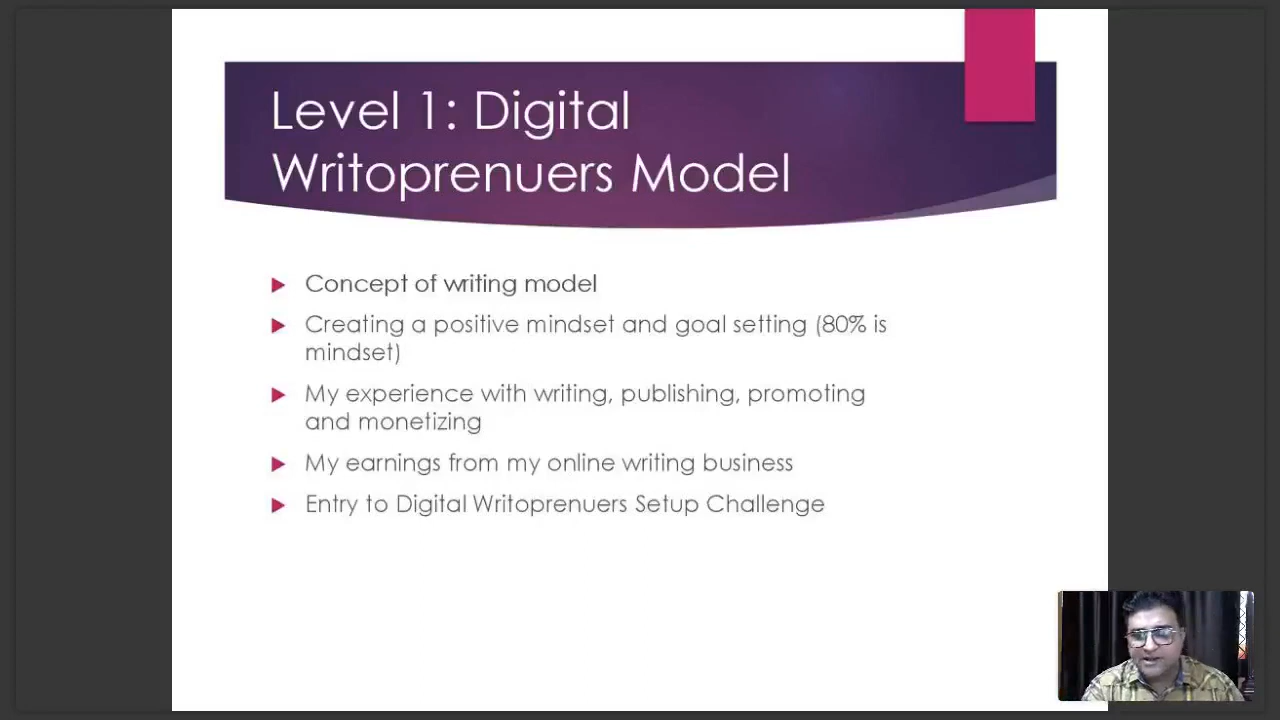 Level 1: Digital
Writoprenuers Model
Concept of writing model
Creating a positive mindset and goal setting (80% is
mindset)
My experience with writing, publishing, promoting
and monetizing
My earnings from my online writing business
Entry to Digital Writoprenuers Setup Challenge